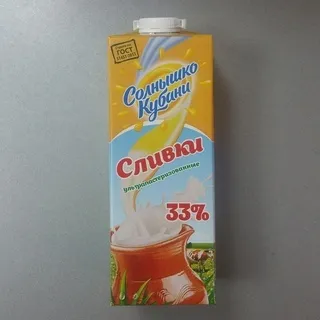 ГОСТ
Солнышко
Кубани
Сливки
ультрапастеризованные
33%